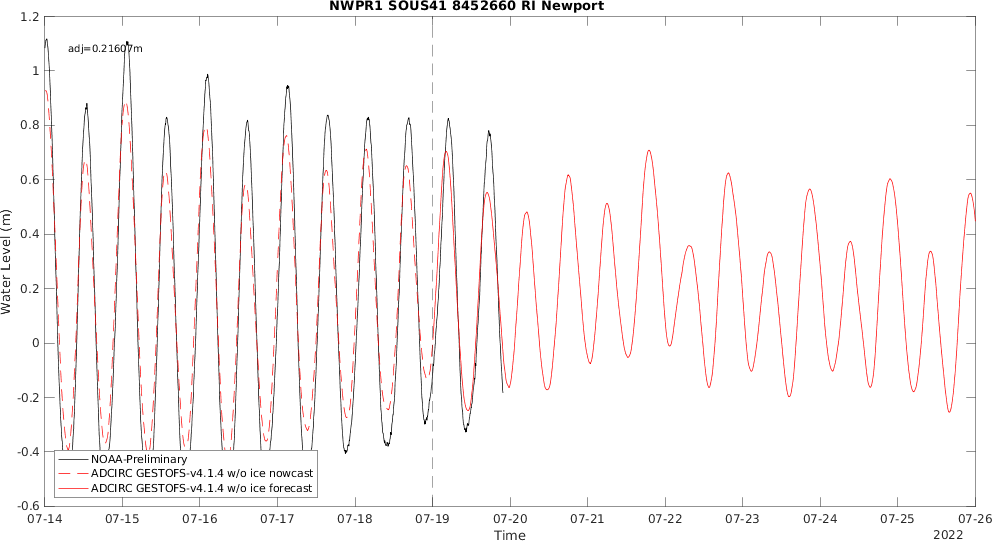 NWPR1 SOUS41 8452660 RI Newport
adj=0.21607m
1.2
1
0.8
0.6
0.4
0.2
0
-0.2
-0.4
-0.6
Water Level (m)
NOAA-Preliminary
ADCIRC GESTOFS-v4.1.4 w/o ice nowcast
ADCIRC GESTOFS-v4.1.4 w/o ice forecast
07-14 07-15 07-16 07-17 07-18 07-19 07-20 07-21 07-22 07-23 07-24 07-25 07-26
Time
2022